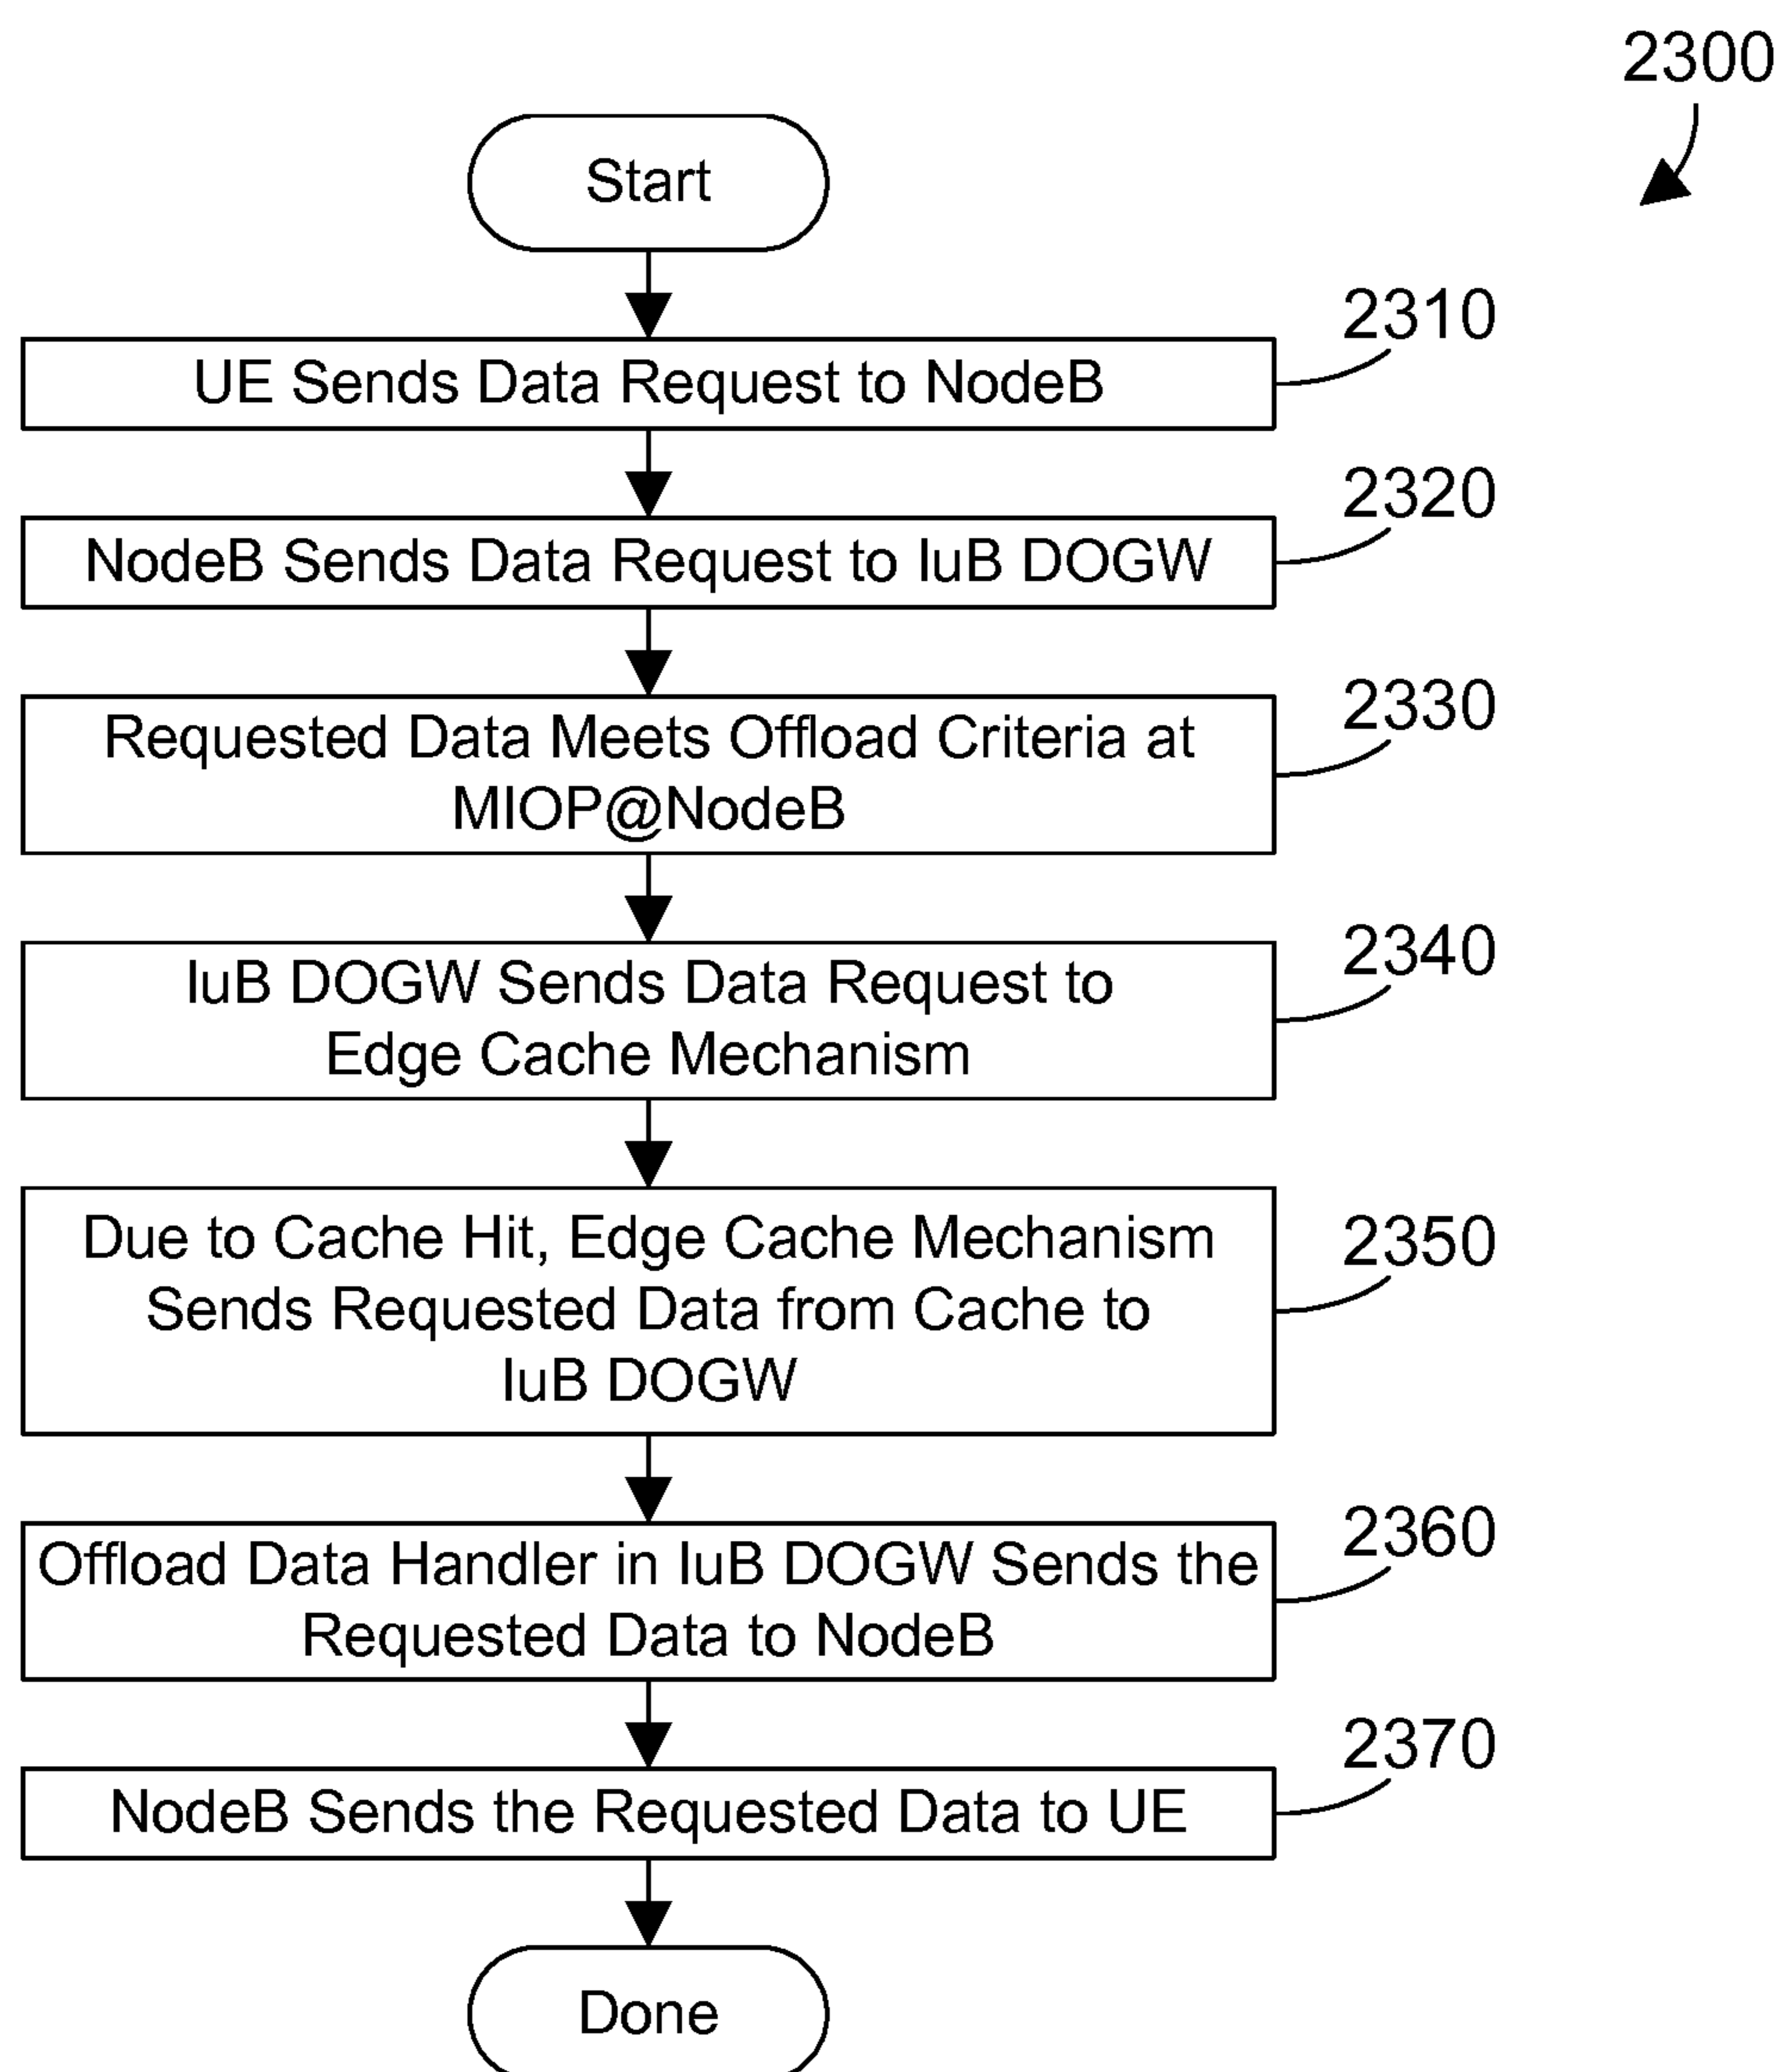 2300
Start
2310
UE Sends Data Request to NodeB
2320
NodeB Sends Data Request to IuB DOGW
2330
Requested Data Meets Offload Criteria at
MIOP@NodeB
2340
IuB DOGW Sends Data Request to
Edge Cache Mechanism
2350
Due to Cache Hit, Edge Cache Mechanism
Sends Requested Data from Cache to
IuB DOGW
2360
Offload Data Handler in IuB DOGW Sends the
Requested Data to NodeB
2370
NodeB Sends the Requested Data to UE
Done